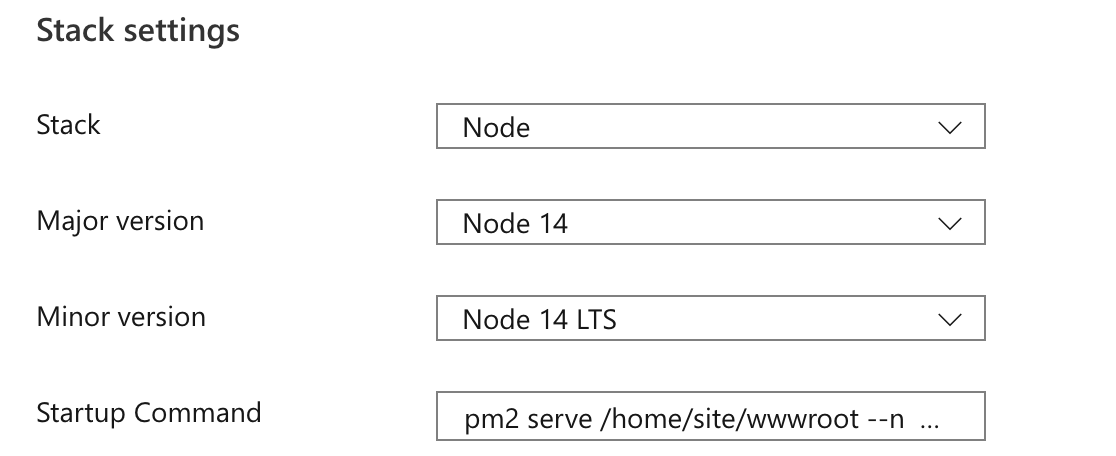 Stack settings
Stack Node
Major version Node 14
Minor version Node 14 LTS
Startup Command pm2 serve /home/site/wwwroot --n ...